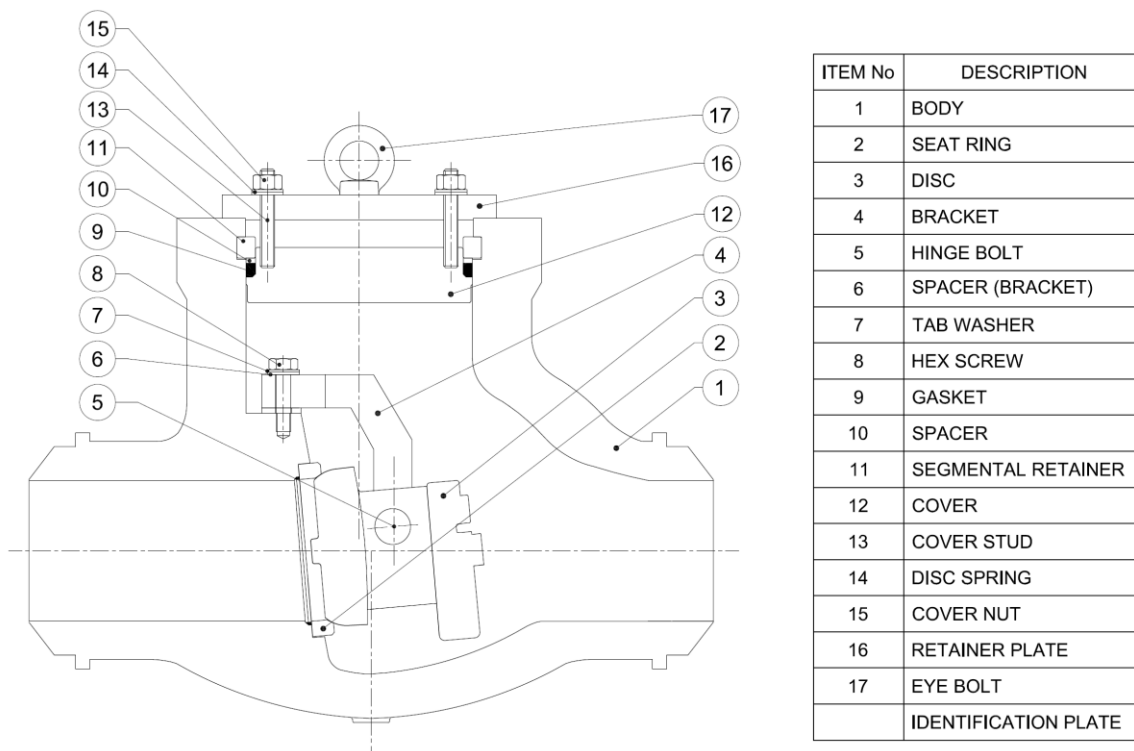 15
14
13
11
10
9
8
7
6
5
17
16
12
4
3
2
1
ITEM No DESCRIPTION
1 BODY
2 SEAT RING
3 DISC
4 BRACKET
5 HINGE BOLT
6 SPACER (BRACKET)
7 TAB WASHER
8 HEX SCREW
9 GASKET
10 SPACER
11 SEGMENTAL RETAINER
12 COVER
13 COVER STUD
14 DISC SPRING
15 COVER NUT
16 RETAINER PLATE
17 EYE BOLT
IDENTIFICATION PLATE